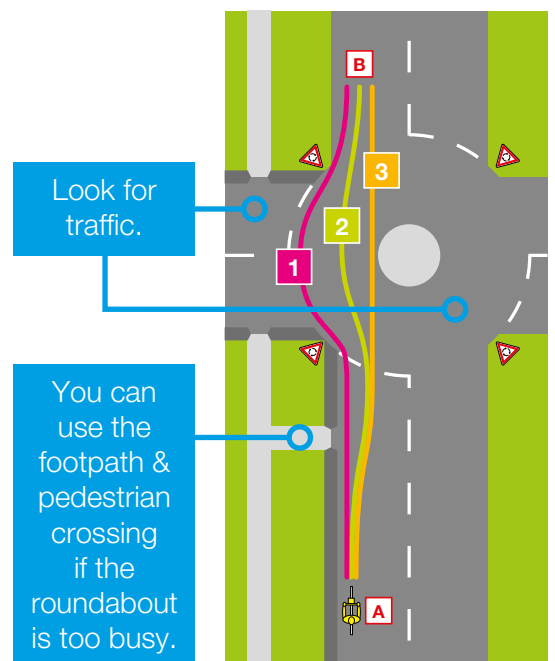 B
3
Look for
traffic.
2
1
You can
use the
footpath &
pedestrian
crossing
if the
roundabout
is too busy.
A